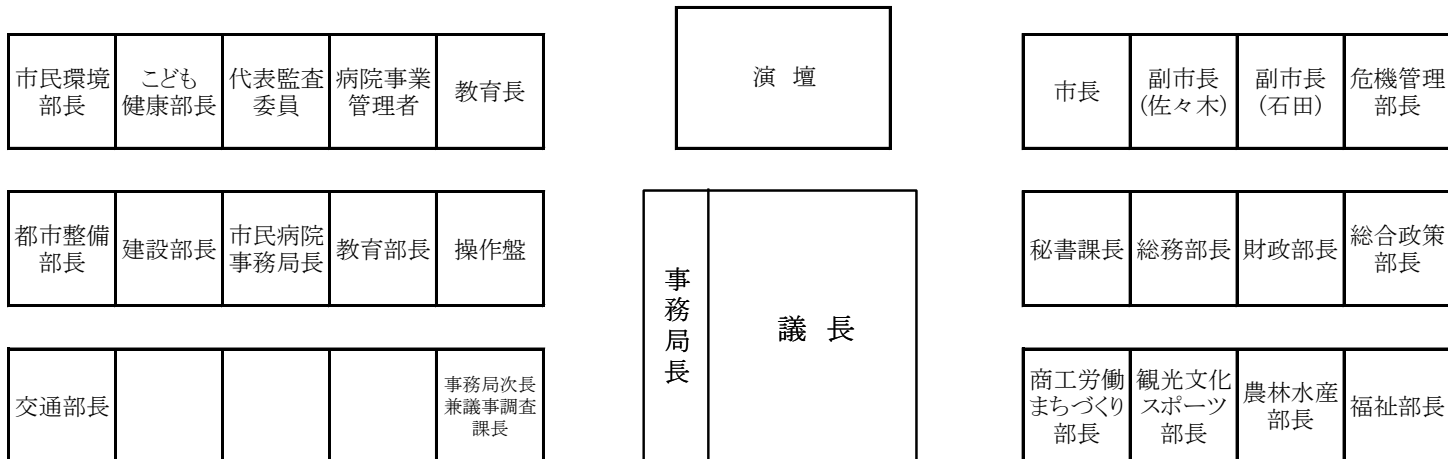 市民環境
部長
こども
健康部長
代表監査
委員
病院事業
管理者
教育長
演 壇
市長
副市長
(佐々木)
副市長
(石田)
危機管理
部長
都市整備
部長
建設部長
市民病院
事務局長
教育部長
操作盤
事務局長
議 長
秘書課長
総務部長
財政部長
総合政策
部長
交通部長
事務局次長
兼議事調査
課長
商工労働
まちづくり
部長
観光文化
スポーツ
部長
農林水産
部長
福祉部長